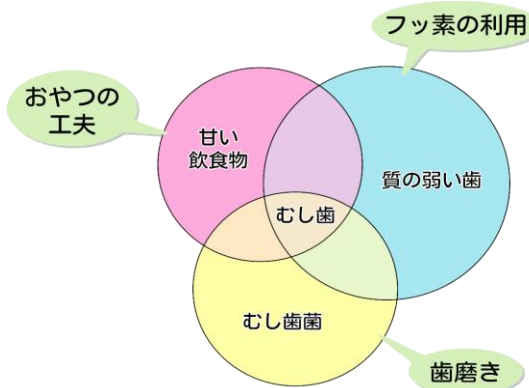 フッ素の利用
おやつの
工夫
甘い
飲食物
質の弱い歯
むし歯
むし歯菌
歯磨き